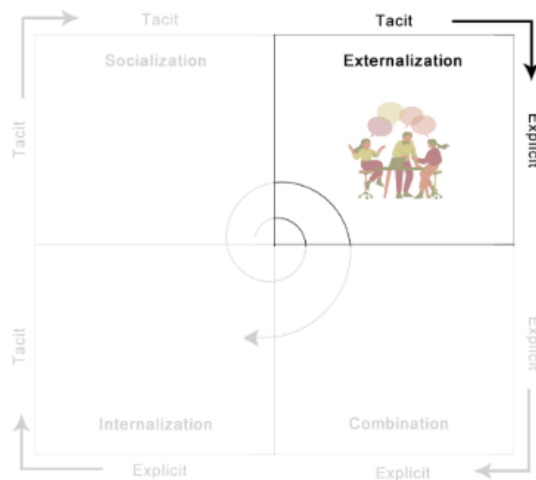 Tacit
Tacit
Socialization
Externalization
Tacit
Explicit
Tacit
Explicit
Internalization
Combination
Explicit
Explicit